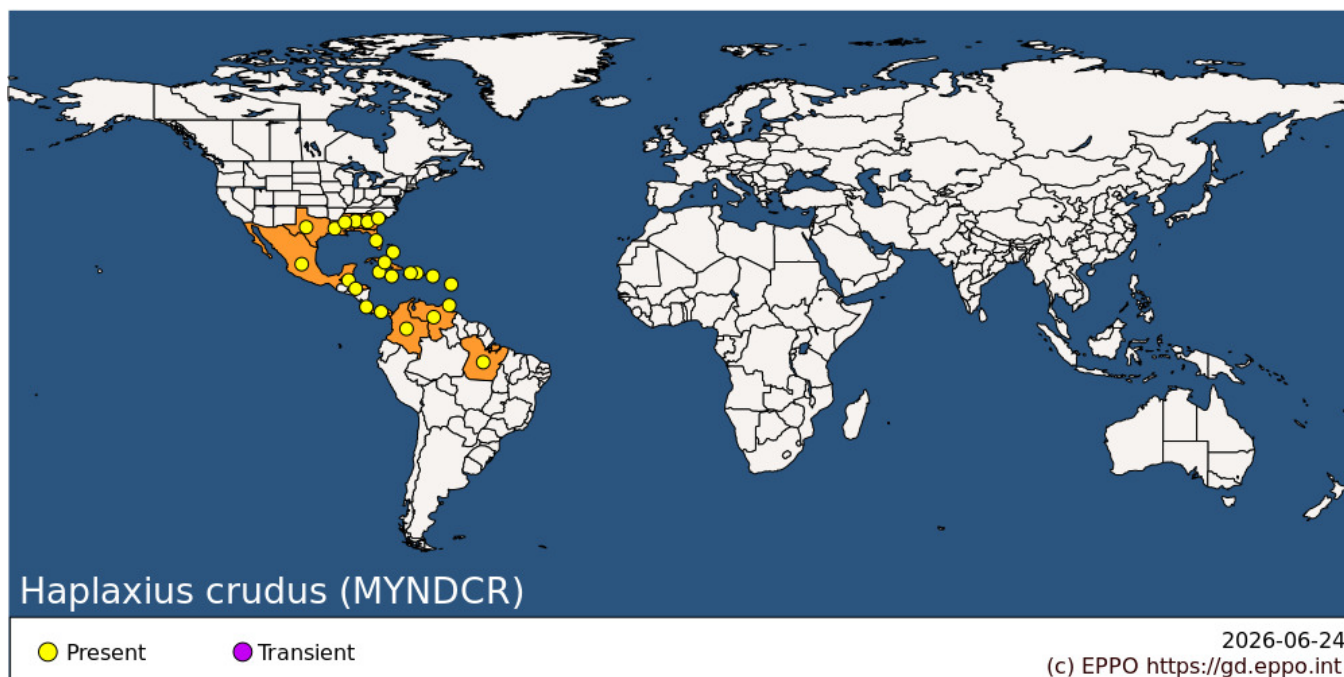 Haplaxius crudus (MYNDCR)
Present
Transient
2026-06-24
(c) EPPO https://gd.eppo.int